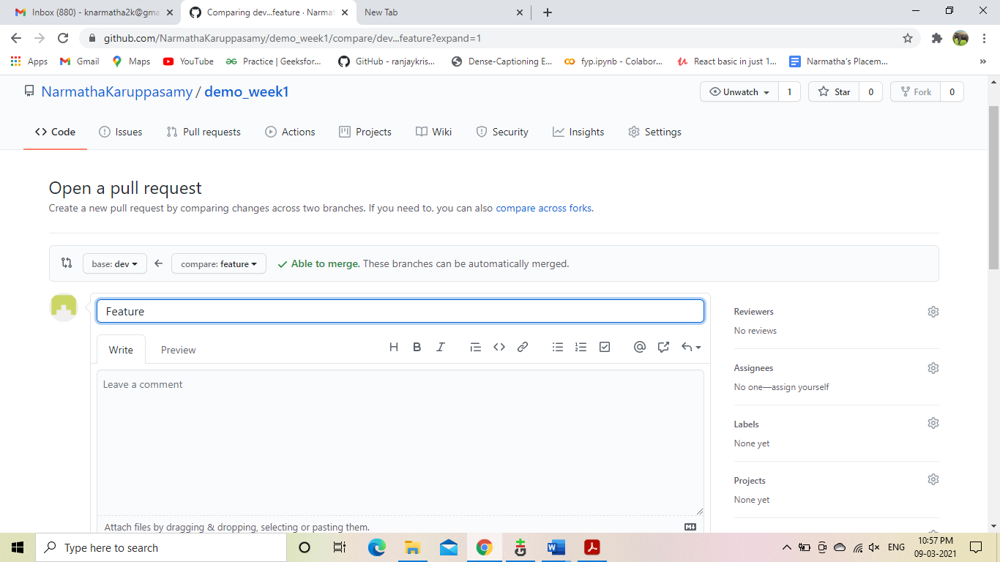 Inbox (880) - knarmatha2k@gma
Comparing dev...feature · Narmat
New Tab
github.com/NarmathaKaruppasamy/demo_week1/compare/dev...feature?expand=1
Apps Gmail Maps YouTube Practice | Geeksfor... GitHub - ranjaykris... Dense-Captioning E... fyp.ipynb - Colabor... React basic in just 1... Narmatha's Placem... »
NarmathaKaruppasamy / demo_week1
Unwatch 1 Star 0 Fork 0
Code Issues Pull requests Actions Projects Wiki Security Insights Settings
Open a pull request
Create a new pull request by comparing changes across two branches. If you need to, you can also compare across forks.
base: dev compare: feature Able to merge. These branches can be automatically merged.
Feature
Write Preview H B I @
Leave a comment
Attach files by dragging & dropping, selecting or pasting them.
Reviewers
No reviews
Assignees
No one—assign yourself
Labels
None yet
Projects
None yet
Type here to search
ENG
10:57 PM
09-03-2021